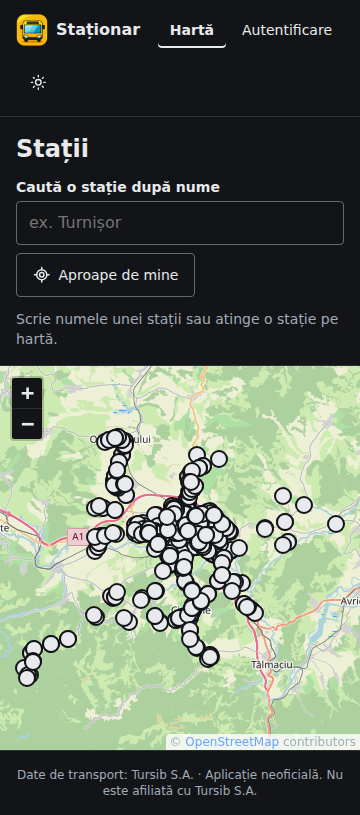 Staționar
Hartă
Autentificare
Stații
Caută o stație după nume
ex. Turnișor
Aproape de mine
Scrie numele unei stații sau atinge o stație pe
hartă.
+
−
A1
Tălmaciu
© OpenStreetMap contributors
Date de transport: Tursib S.A. · Aplicație neoficială. Nu
este afiliată cu Tursib S.A.